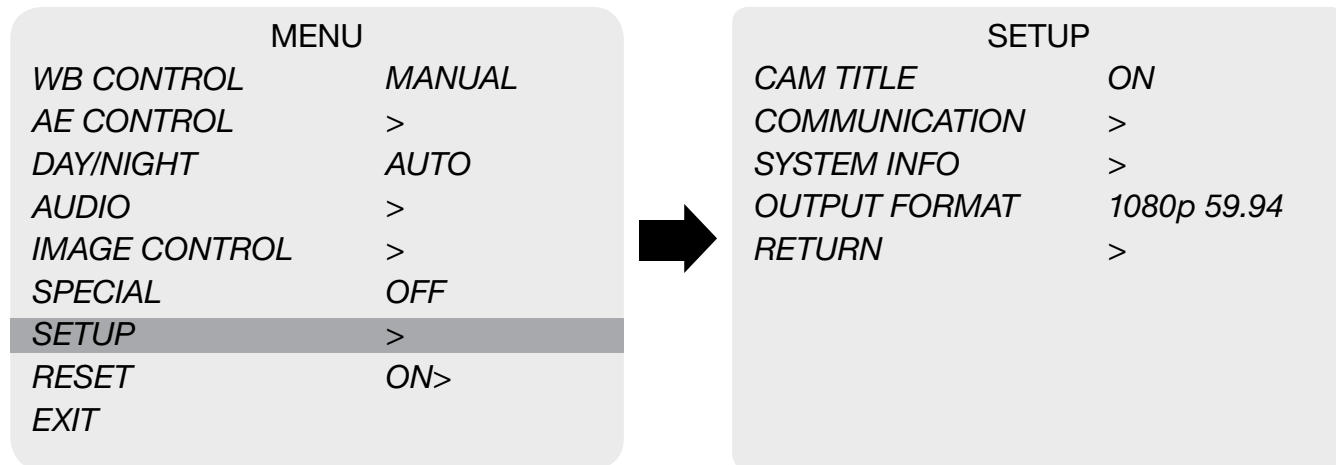 MENU
WB CONTROL MANUAL
AE CONTROL >
DAY/NIGHT AUTO
AUDIO >
IMAGE CONTROL >
SPECIAL OFF
SETUP >
RESET ON>
EXIT
SETUP
CAM TITLE ON
COMMUNICATION >
SYSTEM INFO >
OUTPUT FORMAT 1080p 59.94
RETURN >